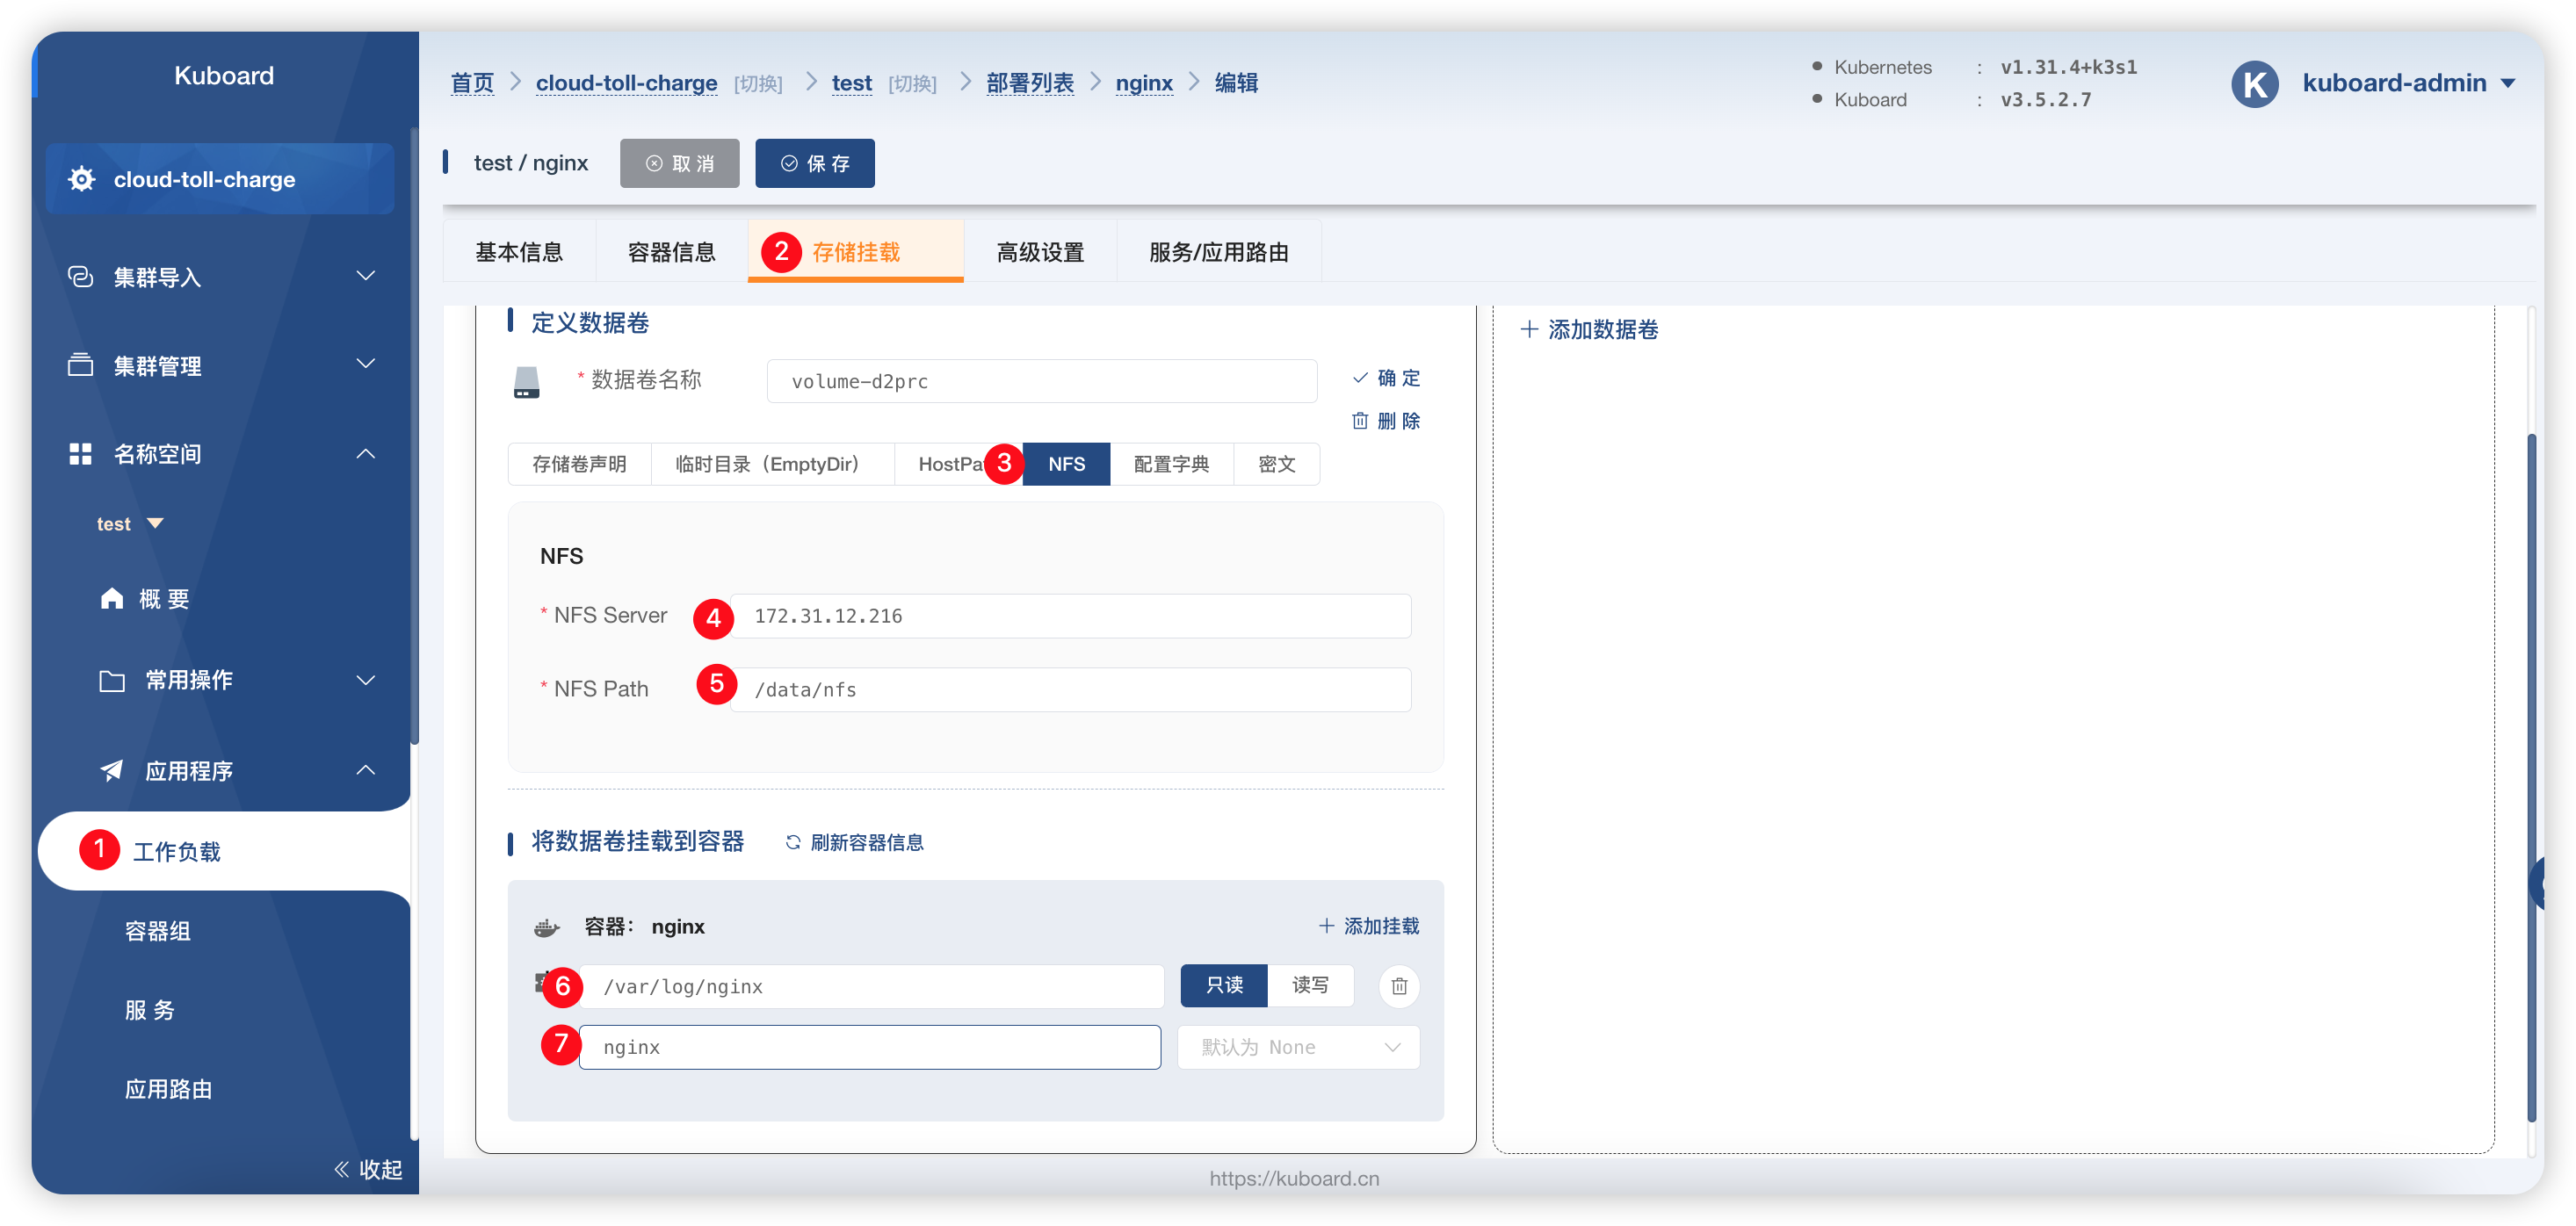 Kuboard
cloud-toll-charge
集群导入
集群管理
名称空间
test
概 要
常用操作
应用程序
1 工作负载
容器组
服 务
应用路由
收起
首页 > cloud-toll-charge [切换] > test [切换] > 部署列表 > nginx > 编辑
Kubernetes : v1.31.4+k3s1
Kuboard : v3.5.2.7
K kuboard-admin
test / nginx 取 消 保 存
基本信息 容器信息 2 存储挂载 高级设置 服务/应用路由
定义数据卷
* 数据卷名称 volume-d2prc 确 定
删 除
存储卷声明 临时目录（EmptyDir） HostPa 3 NFS 配置字典 密文
NFS
* NFS Server 4 172.31.12.216
* NFS Path 5 /data/nfs
将数据卷挂载到容器 刷新容器信息
容器： nginx + 添加挂载
6 /var/log/nginx 只读 读写
7 nginx 默认为 None
+ 添加数据卷
https://kuboard.cn